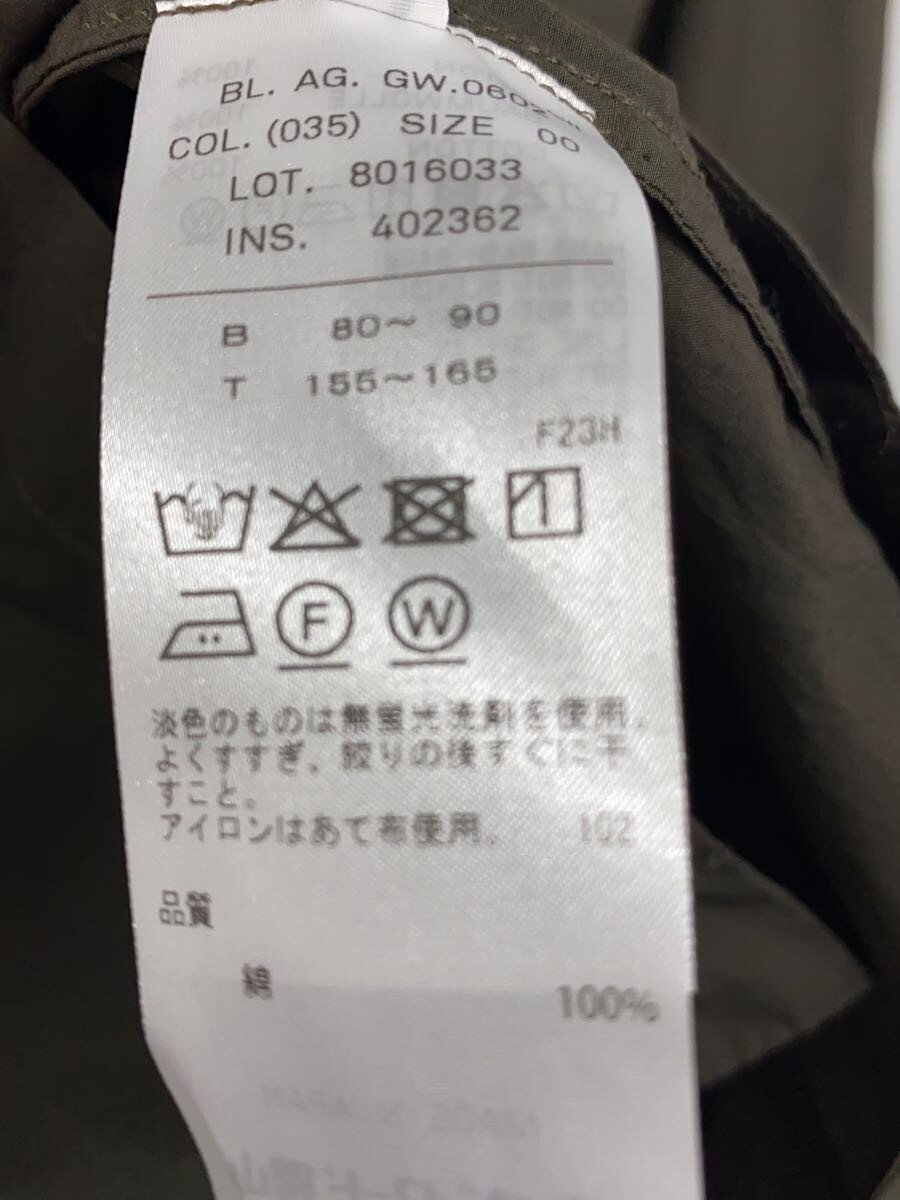 BL. AG. GW.060
COL. (035) SIZE 00
LOT. 8016033
INS. 402362
B 80～ 90
T 155～165
F23H
F W
淡色のものは無蛍光洗剤を使用。
よくすすぎ、絞りの後すぐに干
すこと。
アイロンはあて布使用。 102
品質
綿 100%